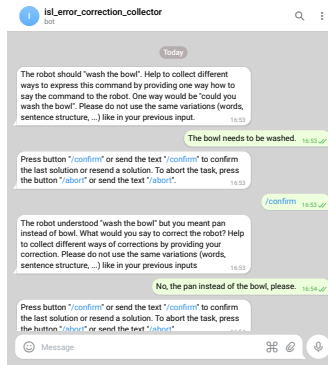 isl_error_correction_collector
bot
Today
The robot should "wash the bowl". Help to collect different
ways to express this command by providing one way how to
say the command to the robot. One way would be "could you
wash the bowl". Please do not use the same variations (words,
sentence structure, ...) like in your previous input.
16:53
The bowl needs to be washed. 16:53
Press button "/confirm" or send the text "/confirm" to confirm
the last solution or resend a solution. To abort the task, press
the button "/abort" or send the text "/abort".
16:53
/confirm 16:53
The robot understood "wash the bowl" but you meant pan
instead of bowl. What would you say to correct the robot? Help
to collect different ways of corrections by providing your
correction. Please do not use the same variations (words,
sentence structure, ...) like in your previous inputs
16:53
No, the pan instead of the bowl, please. 16:54
Press button "/confirm" or send the text "/confirm" to confirm
the last solution or resend a solution. To abort the task, press
the button "/abort" or send the text "/abort".
Message